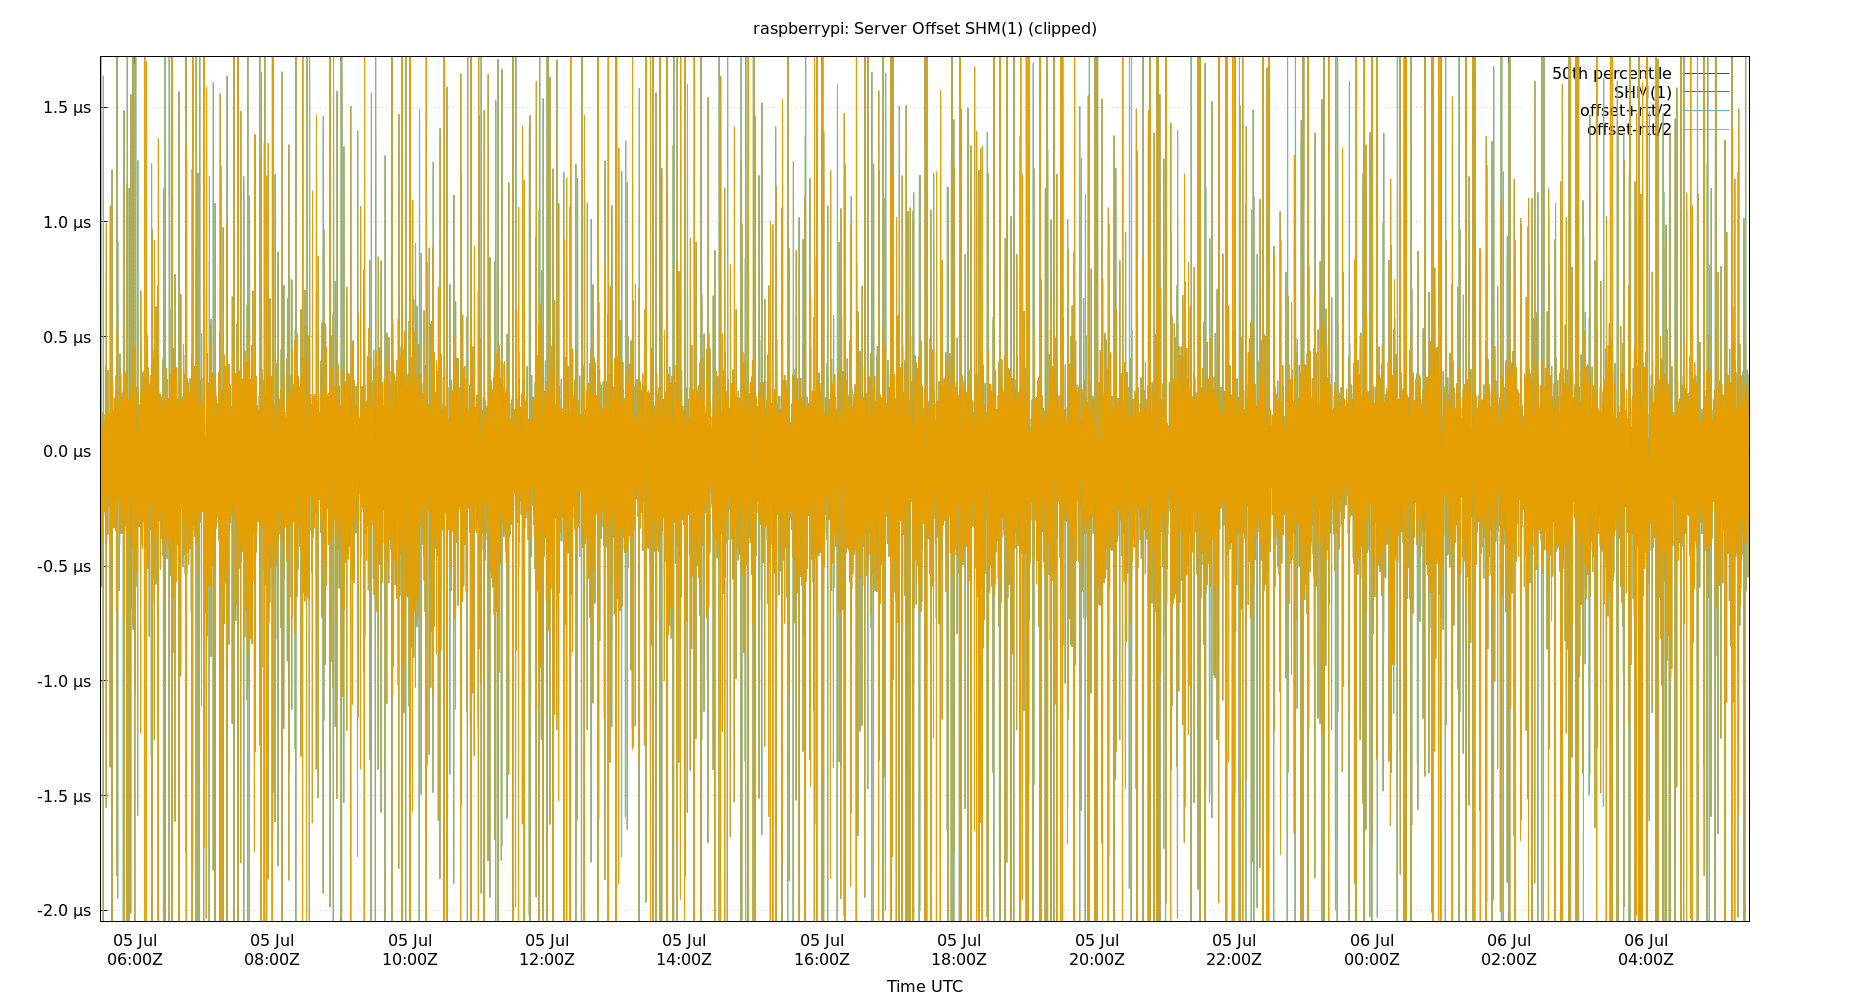 raspberrypi: Server Offset SHM(1) (clipped)
50th percentile
SHM(1)
offset+rtt/2
offset-rtt/2
1.5 µs
1.0 µs
0.5 µs
0.0 µs
-0.5 µs
-1.0 µs
-1.5 µs
-2.0 µs
05 Jul 05 Jul 05 Jul 05 Jul 05 Jul 05 Jul 05 Jul 05 Jul 05 Jul 06 Jul 06 Jul 06 Jul
06:00Z 08:00Z 10:00Z 12:00Z 14:00Z 16:00Z 18:00Z 20:00Z 22:00Z 00:00Z 02:00Z 04:00Z
Time UTC